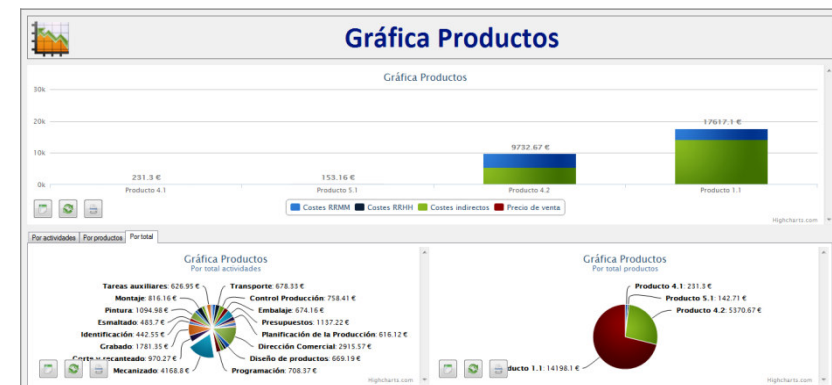 Gráfica Productos
Gráfica Productos
30k
20k
10k
0k
231.3 €
153.16 €
9732.67 €
17617.1 €
Producto 4.1
Producto 5.1
Producto 4.2
Producto 1.1
Costes RRMM Costes RRHH Costes indirectos Precio de venta
Highcharts.com
Por actividades Por productos Por total
Gráfica Productos
Por total actividades
Tareas auxiliares: 626.95 €
Montaje: 816.16 €
Pintura: 1094.98 €
Esmaltado: 483.7 €
Identificación: 442.55 €
Grabado: 1781.35 €
Corte y recanteado: 970.27 €
Mecanizado: 4168.8 €
Transporte: 678.33 €
Control Producción: 758.41 €
Embalaje: 674.16 €
Presupuestos: 1137.22 €
Planificación de la Producción: 616.12 €
Dirección Comercial: 2915.57 €
Diseño de productos: 669.19 €
Programación: 708.37 €
Highcharts.com
Gráfica Productos
Por total productos
Producto 4.1: 231.3 €
Producto 5.1: 142.71 €
Producto 4.2: 5370.67 €
ducto 1.1: 14198.1 €
Highcharts.com